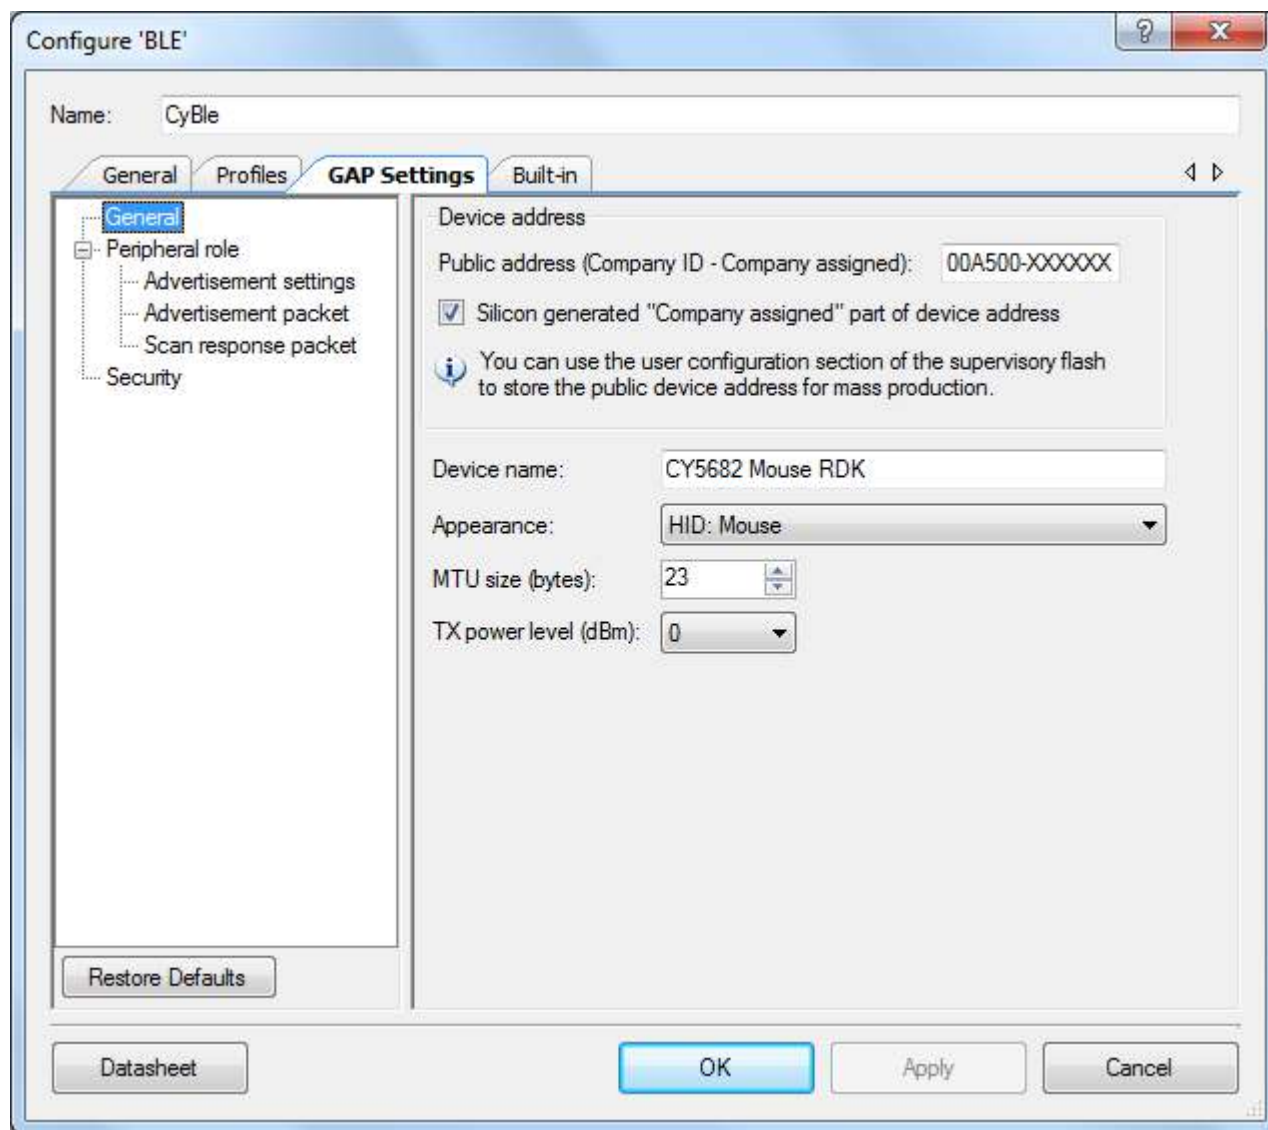 Configure 'BLE'
Name: CyBle
General Profiles GAP Settings Built-in
General
Peripheral role
Advertisement settings
Advertisement packet
Scan response packet
Security
Device address
Public address (Company ID - Company assigned): 00A500-XXXXXX
Silicon generated "Company assigned" part of device address
You can use the user configuration section of the supervisory flash
to store the public device address for mass production.
Device name: CY5682 Mouse RDK
Appearance: HID: Mouse
MTU size (bytes): 23
TX power level (dBm): 0
Restore Defaults
Datasheet OK Apply Cancel